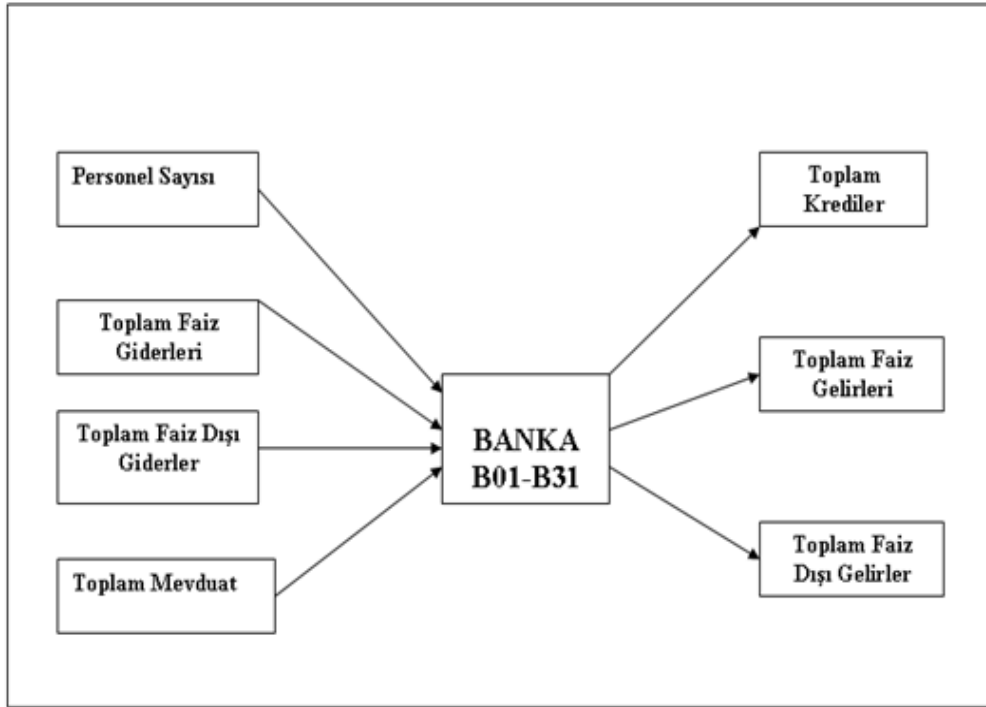 Personel Sayısı
Toplam Faiz
Giderleri
Toplam Faiz Dışı
Giderler
Toplam Mevduat
BANKA
B01-B31
Toplam
Krediler
Toplam Faiz
Gelirleri
Toplam Faiz
Dışı Gelirler